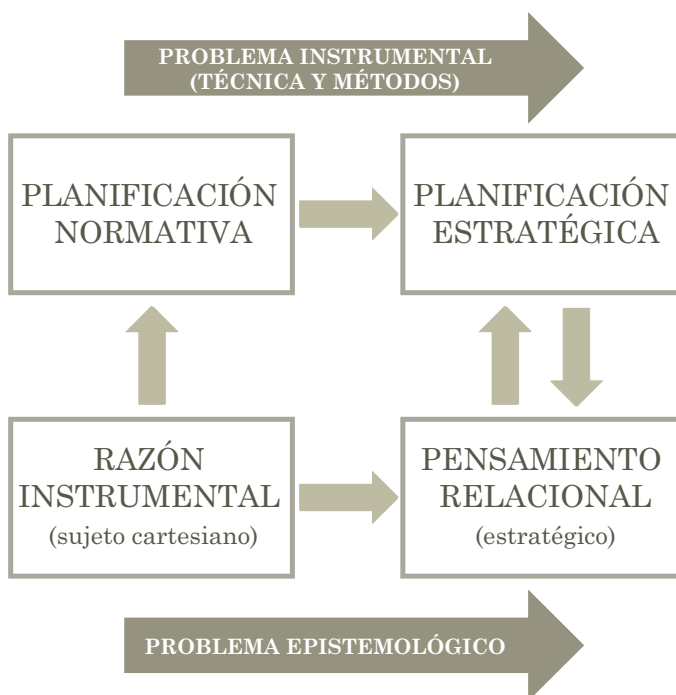 PROBLEMA INSTRUMENTAL
(TÉCNICA Y MÉTODOS)
PLANIFICACIÓN
NORMATIVA
PLANIFICACIÓN
ESTRATÉGICA
RAZÓN
INSTRUMENTAL
(sujeto cartesiano)
PENSAMIENTO
RELACIONAL
(estratégico)
PROBLEMA EPISTEMOLÓGICO